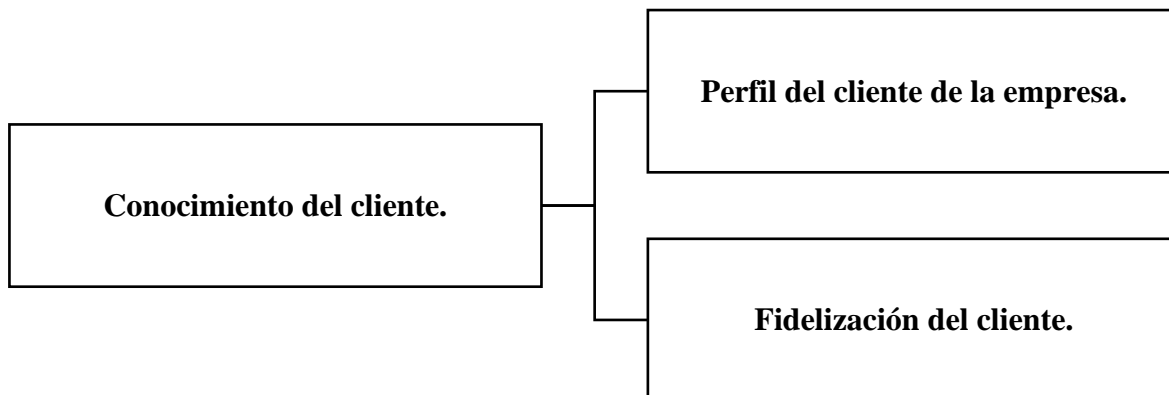 Perfil del cliente de la empresa.
Conocimiento del cliente.
Fidelización del cliente.